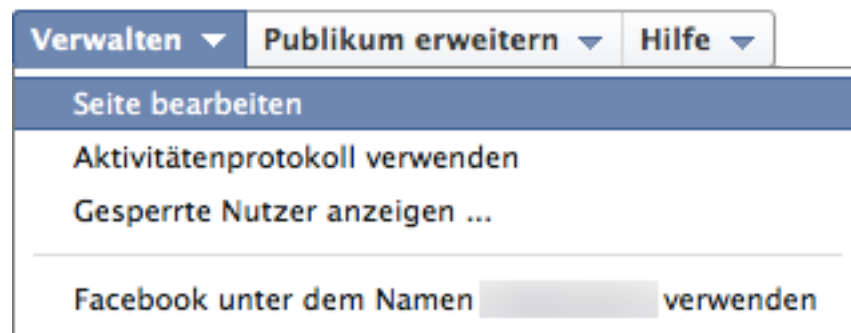 Verwalten Publikum erweitern Hilfe
Seite bearbeiten
Aktivitätenprotokoll verwenden
Gesperrte Nutzer anzeigen ...
Facebook unter dem Namen verwenden